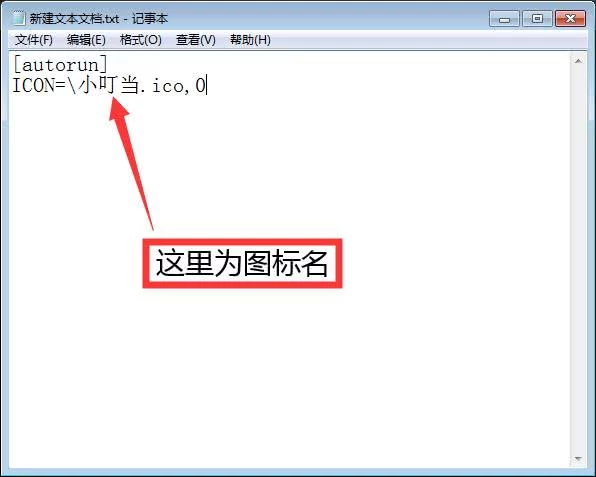 新建文本文档.txt - 记事本
文件(F) 编辑(E) 格式(O) 查看(V) 帮助(H)
[autorun]
ICON=\小叮当.ico,0
这里为图标名